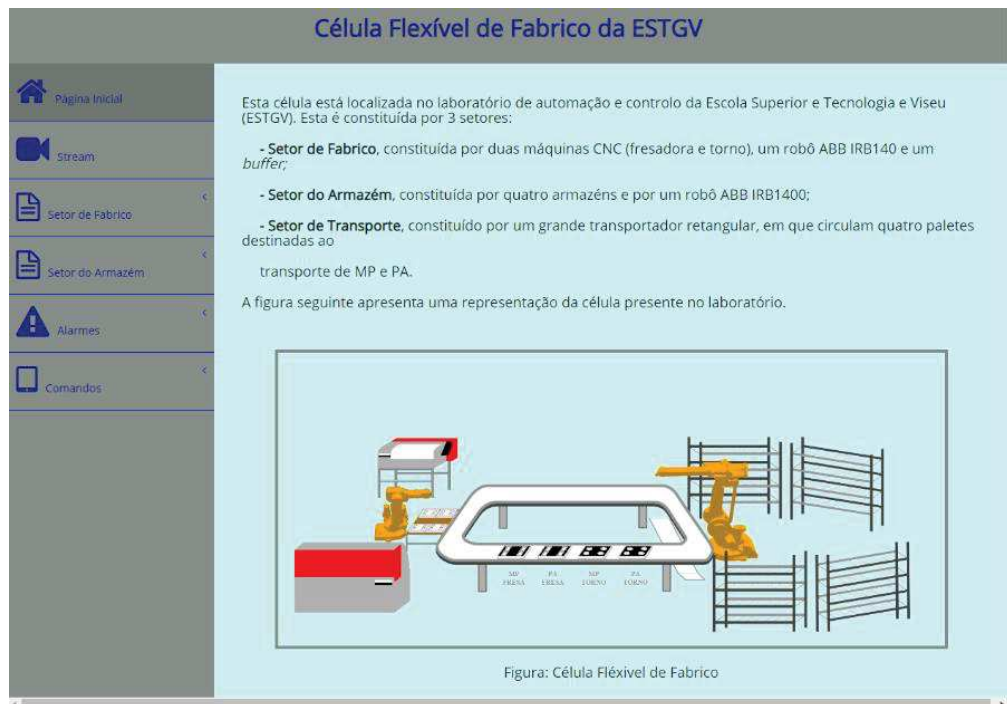 Célula Flexível de Fabrico da ESTGV
Página Inicial
Stream
Setor de Fabrico
Setor do Armazém
Alarmes
Comandos
Esta célula está localizada no laboratório de automação e controlo da Escola Superior e Tecnologia e Viseu
(ESTGV). Esta é constituída por 3 setores:
- Setor de Fabrico, constituída por duas máquinas CNC (fresadora e torno), um robô ABB IRB140 e um
buffer;
- Setor do Armazém, constituída por quatro armazéns e por um robô ABB IRB1400;
- Setor de Transporte, constituído por um grande transportador retangular, em que circulam quatro paletes
destinadas ao
transporte de MP e PA.
A figura seguinte apresenta uma representação da célula presente no laboratório.
MP PA MP PA
FRESA FRESA TORNO TORNO
Figura: Célula Fléxivel de Fabrico